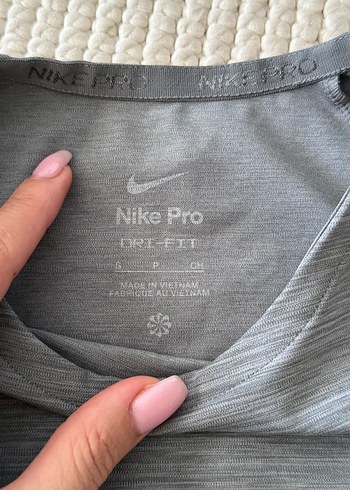 NIKE PRO NIKE PRO
Nike Pro
DRI-FIT
S P CH
MADE IN VIETNAM
FABRIQUÉ AU VIETNAM